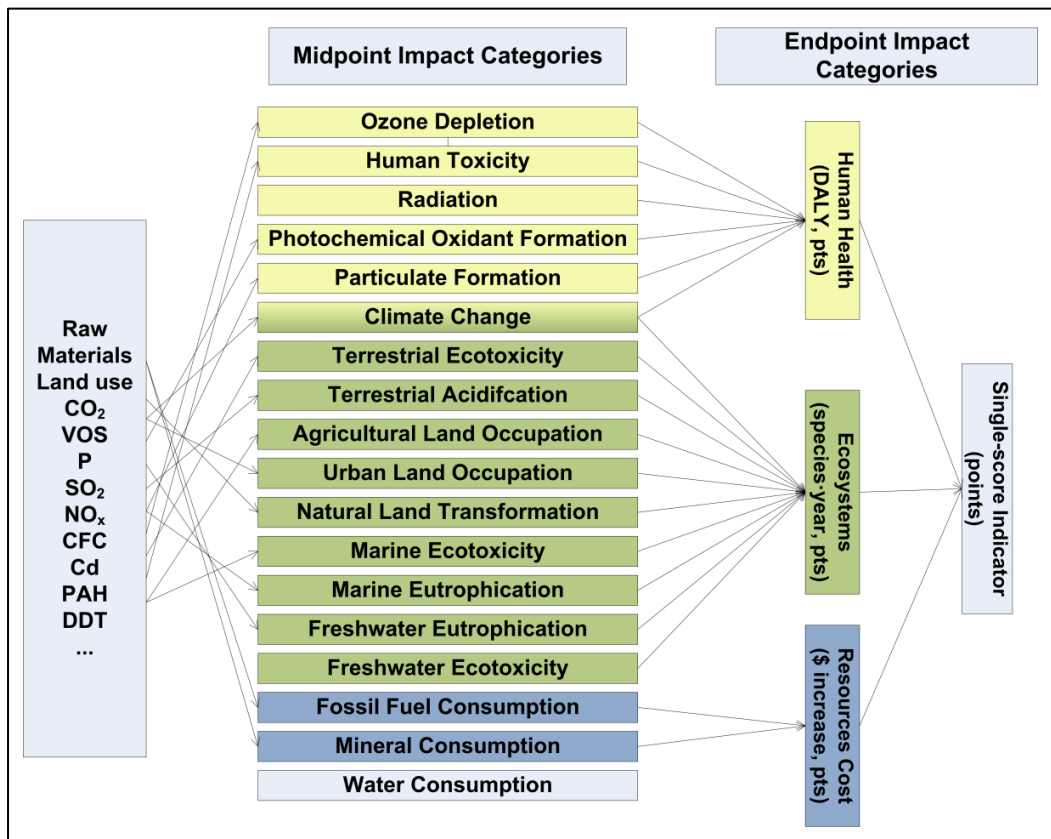 Midpoint Impact Categories
Endpoint Impact
Categories
Raw
Materials
Land use
CO₂
VOS
P
SO₂
NOₓ
CFC
Cd
PAH
DDT
...
Ozone Depletion
Human Toxicity
Radiation
Photochemical Oxidant Formation
Particulate Formation
Climate Change
Terrestrial Ecotoxicity
Terrestrial Acidifcation
Agricultural Land Occupation
Urban Land Occupation
Natural Land Transformation
Marine Ecotoxicity
Marine Eutrophication
Freshwater Eutrophication
Freshwater Ecotoxicity
Fossil Fuel Consumption
Mineral Consumption
Water Consumption
Human Health
(DALY, pts)
Ecosystems
(species·year, pts)
Resources Cost
($ increase, pts)
Single-score Indicator
(points)